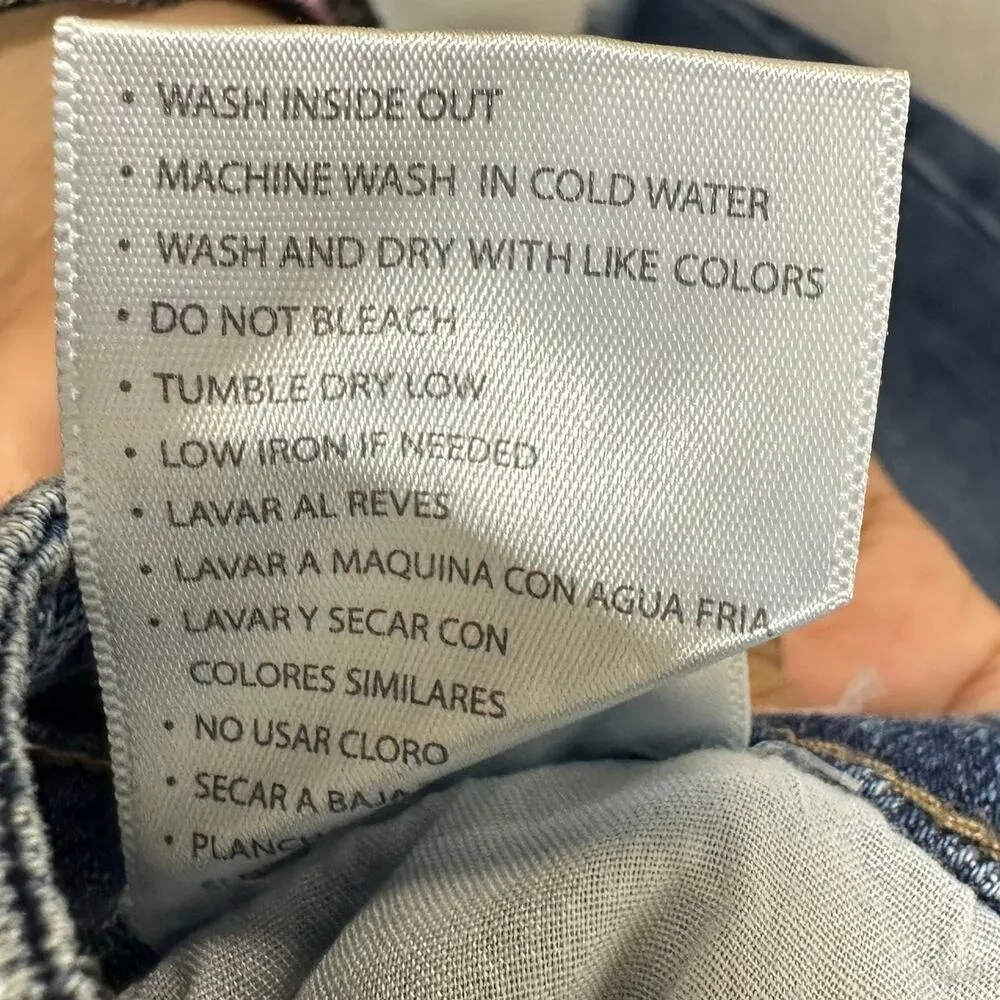 • WASH INSIDE OUT
• MACHINE WASH IN COLD WATER
• WASH AND DRY WITH LIKE COLORS
• DO NOT BLEACH
• TUMBLE DRY LOW
• LOW IRON IF NEEDED
• LAVAR AL REVES
• LAVAR A MAQUINA CON AGUA FRIA
• LAVAR Y SECAR CON
COLORES SIMILARES
• NO USAR CLORO
• SECAR A